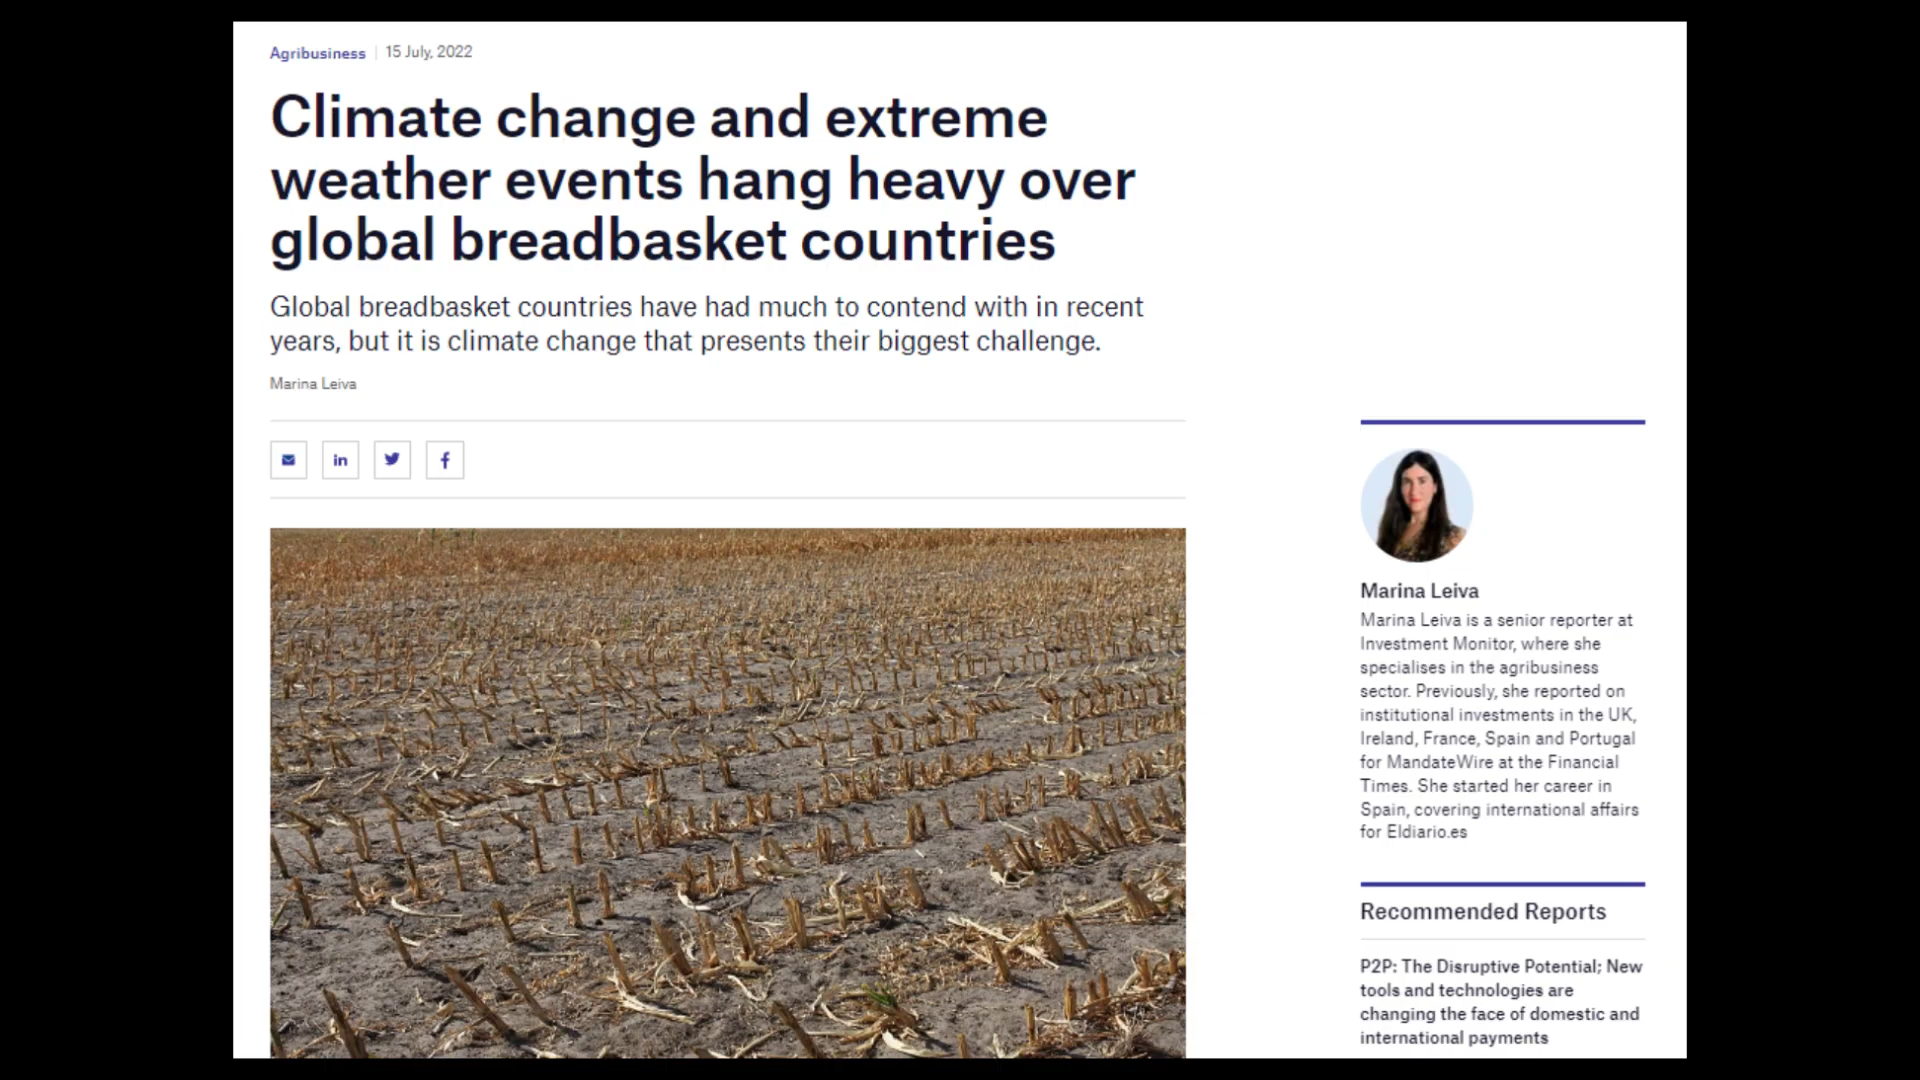 Agribusiness | 15 July, 2022
Climate change and extreme
weather events hang heavy over
global breadbasket countries
Global breadbasket countries have had much to contend with in recent
years, but it is climate change that presents their biggest challenge.
Marina Leiva
in
f
Marina Leiva
Marina Leiva is a senior reporter at
Investment Monitor, where she
specialises in the agribusiness
sector. Previously, she reported on
institutional investments in the UK,
Ireland, France, Spain and Portugal
for MandateWire at the Financial
Times. She started her career in
Spain, covering international affairs
for Eldiario.es
Recommended Reports
P2P: The Disruptive Potential; New
tools and technologies are
changing the face of domestic and
international payments